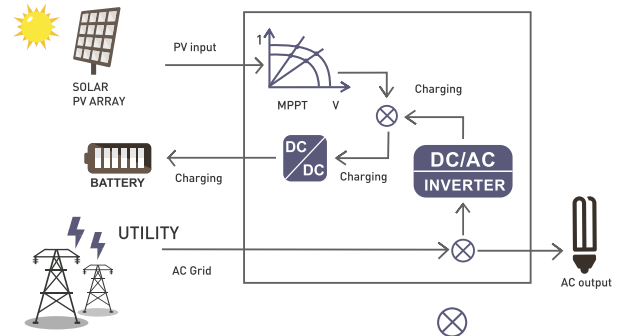 PV input
SOLAR
PV ARRAY
1
MPPT
V
Charging
DC
DC
DC/AC
INVERTER
BATTERY
Charging
Charging
UTILITY
AC Grid
AC output